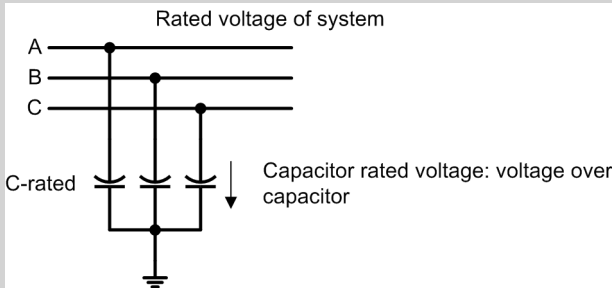 Rated voltage of system
A
B
C
C-rated
Capacitor rated voltage: voltage over
capacitor